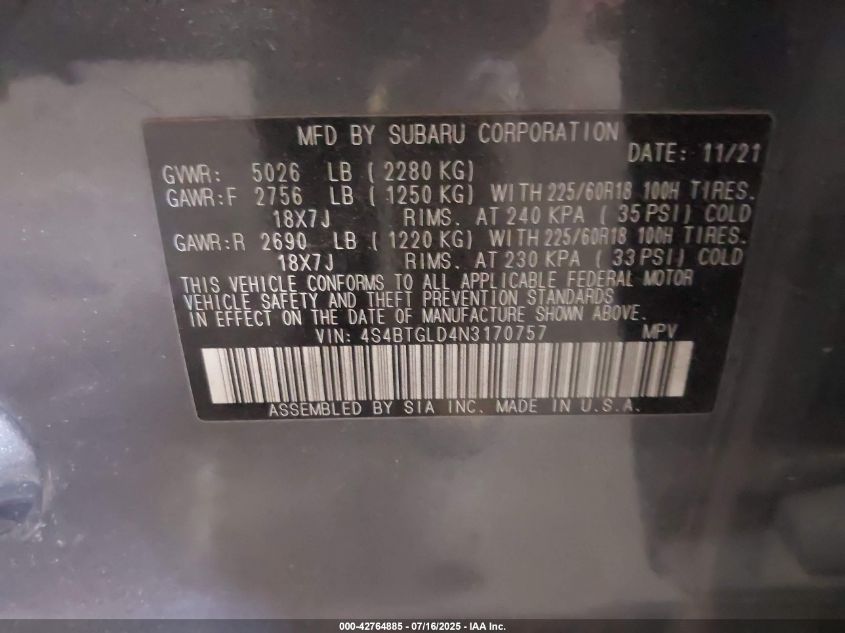 MFD BY SUBARU CORPORATION
DATE: 11/21
GVWR: 5026 LB ( 2280 KG)
GAWR:F 2756 LB ( 1250 KG) WITH 225/60R18 100H TIRES.
18X7J RIMS. AT 240 KPA ( 35 PSI) COLD
GAWR:R 2690 LB ( 1220 KG) WITH 225/60R18 100H TIRES.
18X7J RIMS. AT 230 KPA ( 33 PSI) COLD
THIS VEHICLE CONFORMS TO ALL APPLICABLE FEDERAL MOTOR
VEHICLE SAFETY AND THEFT PREVENTION STANDARDS
IN EFFECT ON THE DATE OF MANUFACTURE SHOWN ABOVE.
VIN: 4S4BTGLD4N3170757 MPV
ASSEMBLED BY SIA INC. MADE IN U.S.A.
000-42764885 - 07/16/2025 - IAA Inc.